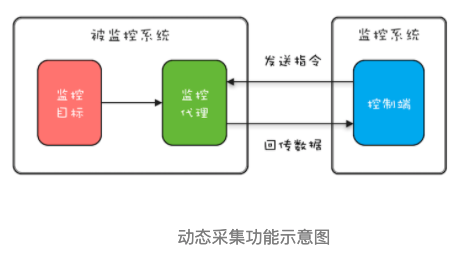 被监控系统
监控系统
监控
目标
监控
代理
发送指令
控制端
回传数据
动态采集功能示意图